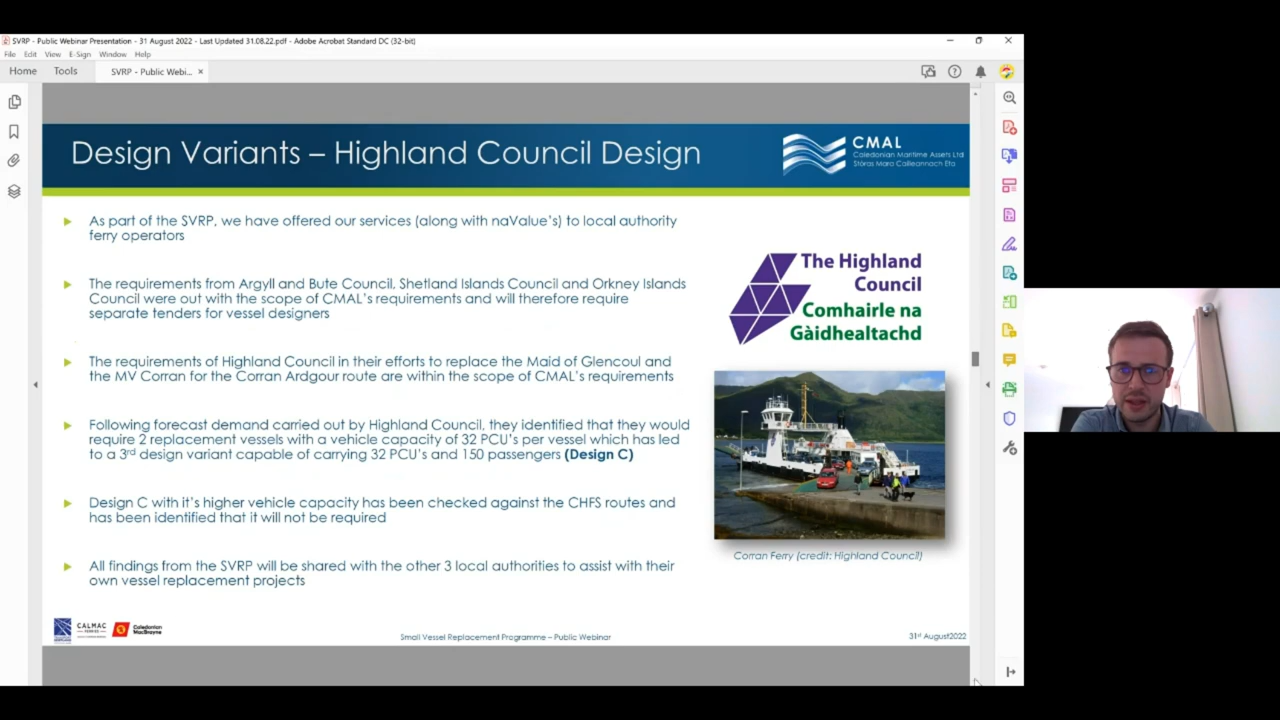 SVRP - Public Webinar Presentation - 31 August 2022 - Last Updated 31.08.22.pdf - Adobe Acrobat Standard DC (32-bit)
File Edit View E-Sign Window Help
Home Tools SVRP - Public Webi... ×
Design Variants – Highland Council Design
CMAL
Caledonian Maritime Assets Ltd
Stòras Mara Cailleannach Eta
As part of the SVRP, we have offered our services (along with naValue's) to local authority
ferry operators
The requirements from Argyll and Bute Council, Shetland Islands Council and Orkney Islands
Council were out with the scope of CMAL's requirements and will therefore require
separate tenders for vessel designers
The requirements of Highland Council in their efforts to replace the Maid of Glencoul and
the MV Corran for the Corran Ardgour route are within the scope of CMAL's requirements
Following forecast demand carried out by Highland Council, they identified that they would
require 2 replacement vessels with a vehicle capacity of 32 PCU's per vessel which has led
to a 3rd design variant capable of carrying 32 PCU's and 150 passengers (Design C)
Design C with it's higher vehicle capacity has been checked against the CHFS routes and
has been identified that it will not be required
All findings from the SVRP will be shared with the other 3 local authorities to assist with their
own vessel replacement projects
The Highland
Council
Comhairle na
Gàidhealtachd
Corran Ferry (credit: Highland Council)
CALMAC
FERRIES
Caledonian
MacBrayne
Small Vessel Replacement Programme – Public Webinar
31st August2022